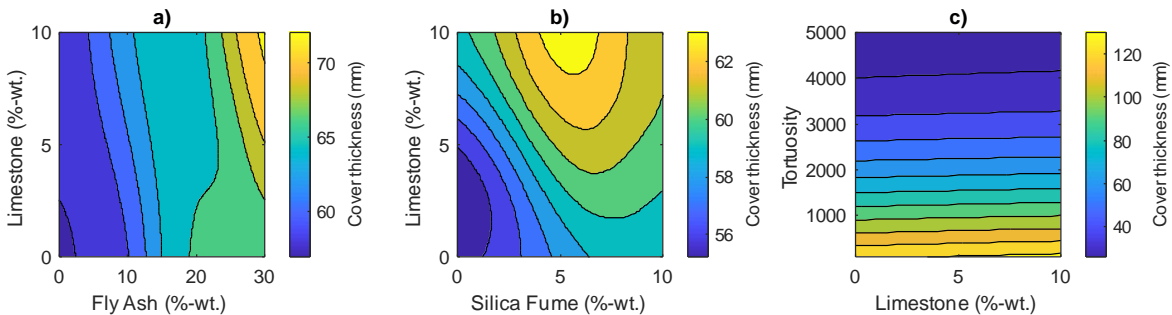 a)
10
5
0
0
10
20
30
Limestone (%-wt.)
Fly Ash (%-wt.)
70
60
Cover thickness (mm)
b)
10
5
0
0
5
10
Limestone (%-wt.)
Silica Fume (%-wt.)
62
60
58
56
Cover thickness (mm)
c)
5000
4000
3000
2000
1000
0
5
10
Tortuosity
Limestone (%-wt.)
120
100
80
60
40
Cover thickness (mm)